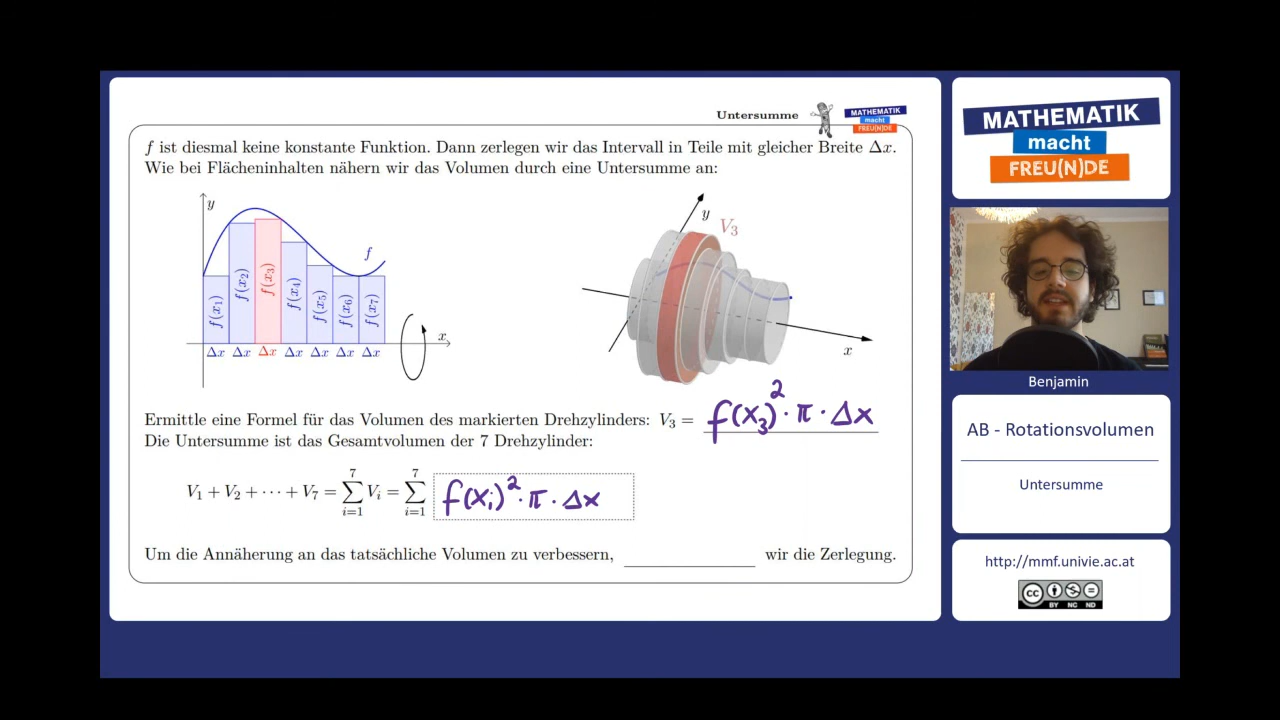 Untersumme
MATHEMATIK
macht
FREU(N)DE
f ist diesmal keine konstante Funktion. Dann zerlegen wir das Intervall in Teile mit gleicher Breite Δx.
Wie bei Flächeninhalten nähern wir das Volumen durch eine Untersumme an:
y
f
f(x₁)
f(x₂)
f(x₃)
f(x₄)
f(x₅)
f(x₆)
f(x₇)
x
Δx Δx Δx Δx Δx Δx Δx
y
V₃
x
Ermittle eine Formel für das Volumen des markierten Drehzylinders: V₃ = f(x₃)² · π · Δx
Die Untersumme ist das Gesamtvolumen der 7 Drehzylinder:
V₁ + V₂ + ⋯ + V₇ = ∑_{i=1}^{7} Vᵢ = ∑_{i=1}^{7} f(xᵢ)² · π · Δx
Um die Annäherung an das tatsächliche Volumen zu verbessern, ____________ wir die Zerlegung.
MATHEMATIK
macht
FREU(N)DE
Benjamin
AB - Rotationsvolumen
Untersumme
http://mmf.univie.ac.at
cc
BY NC ND